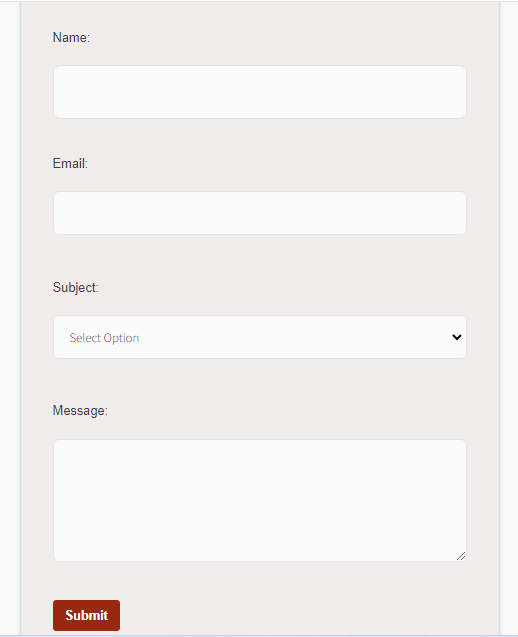 Name:
Email:
Subject:
Select Option
Message:
Submit